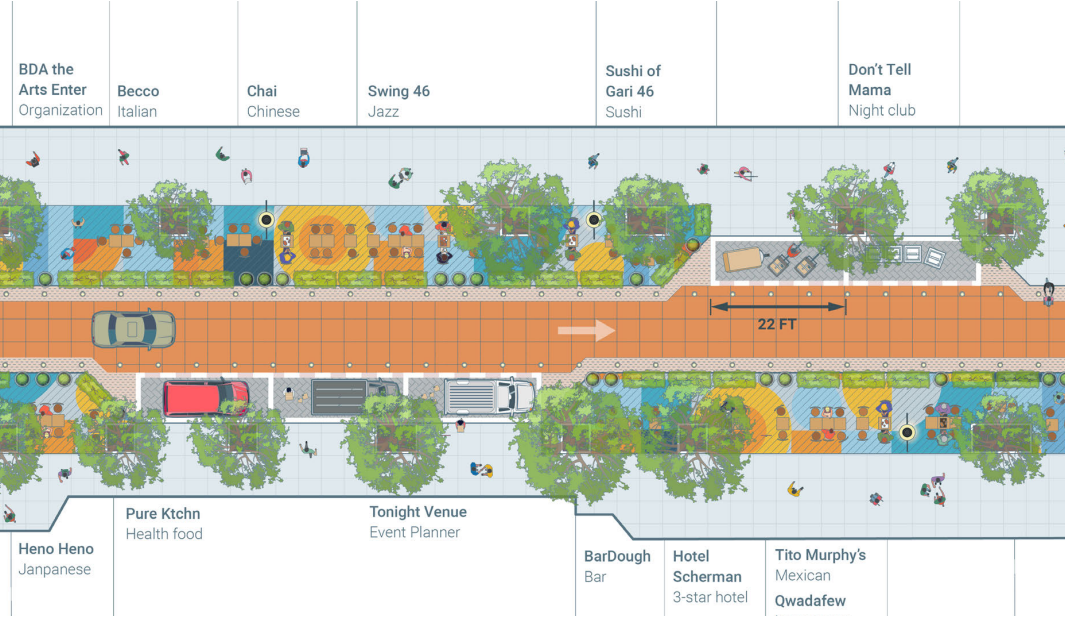 BDA the
Arts Enter
Organization
Becco
Italian
Chai
Chinese
Swing 46
Jazz
Sushi of
Gari 46
Sushi
Don't Tell
Mama
Night club
22 FT
Heno Heno
Janpanese
Pure Ktchn
Health food
Tonight Venue
Event Planner
BarDough
Bar
Hotel
Scherman
3-star hotel
Tito Murphy's
Mexican
Qwadafew